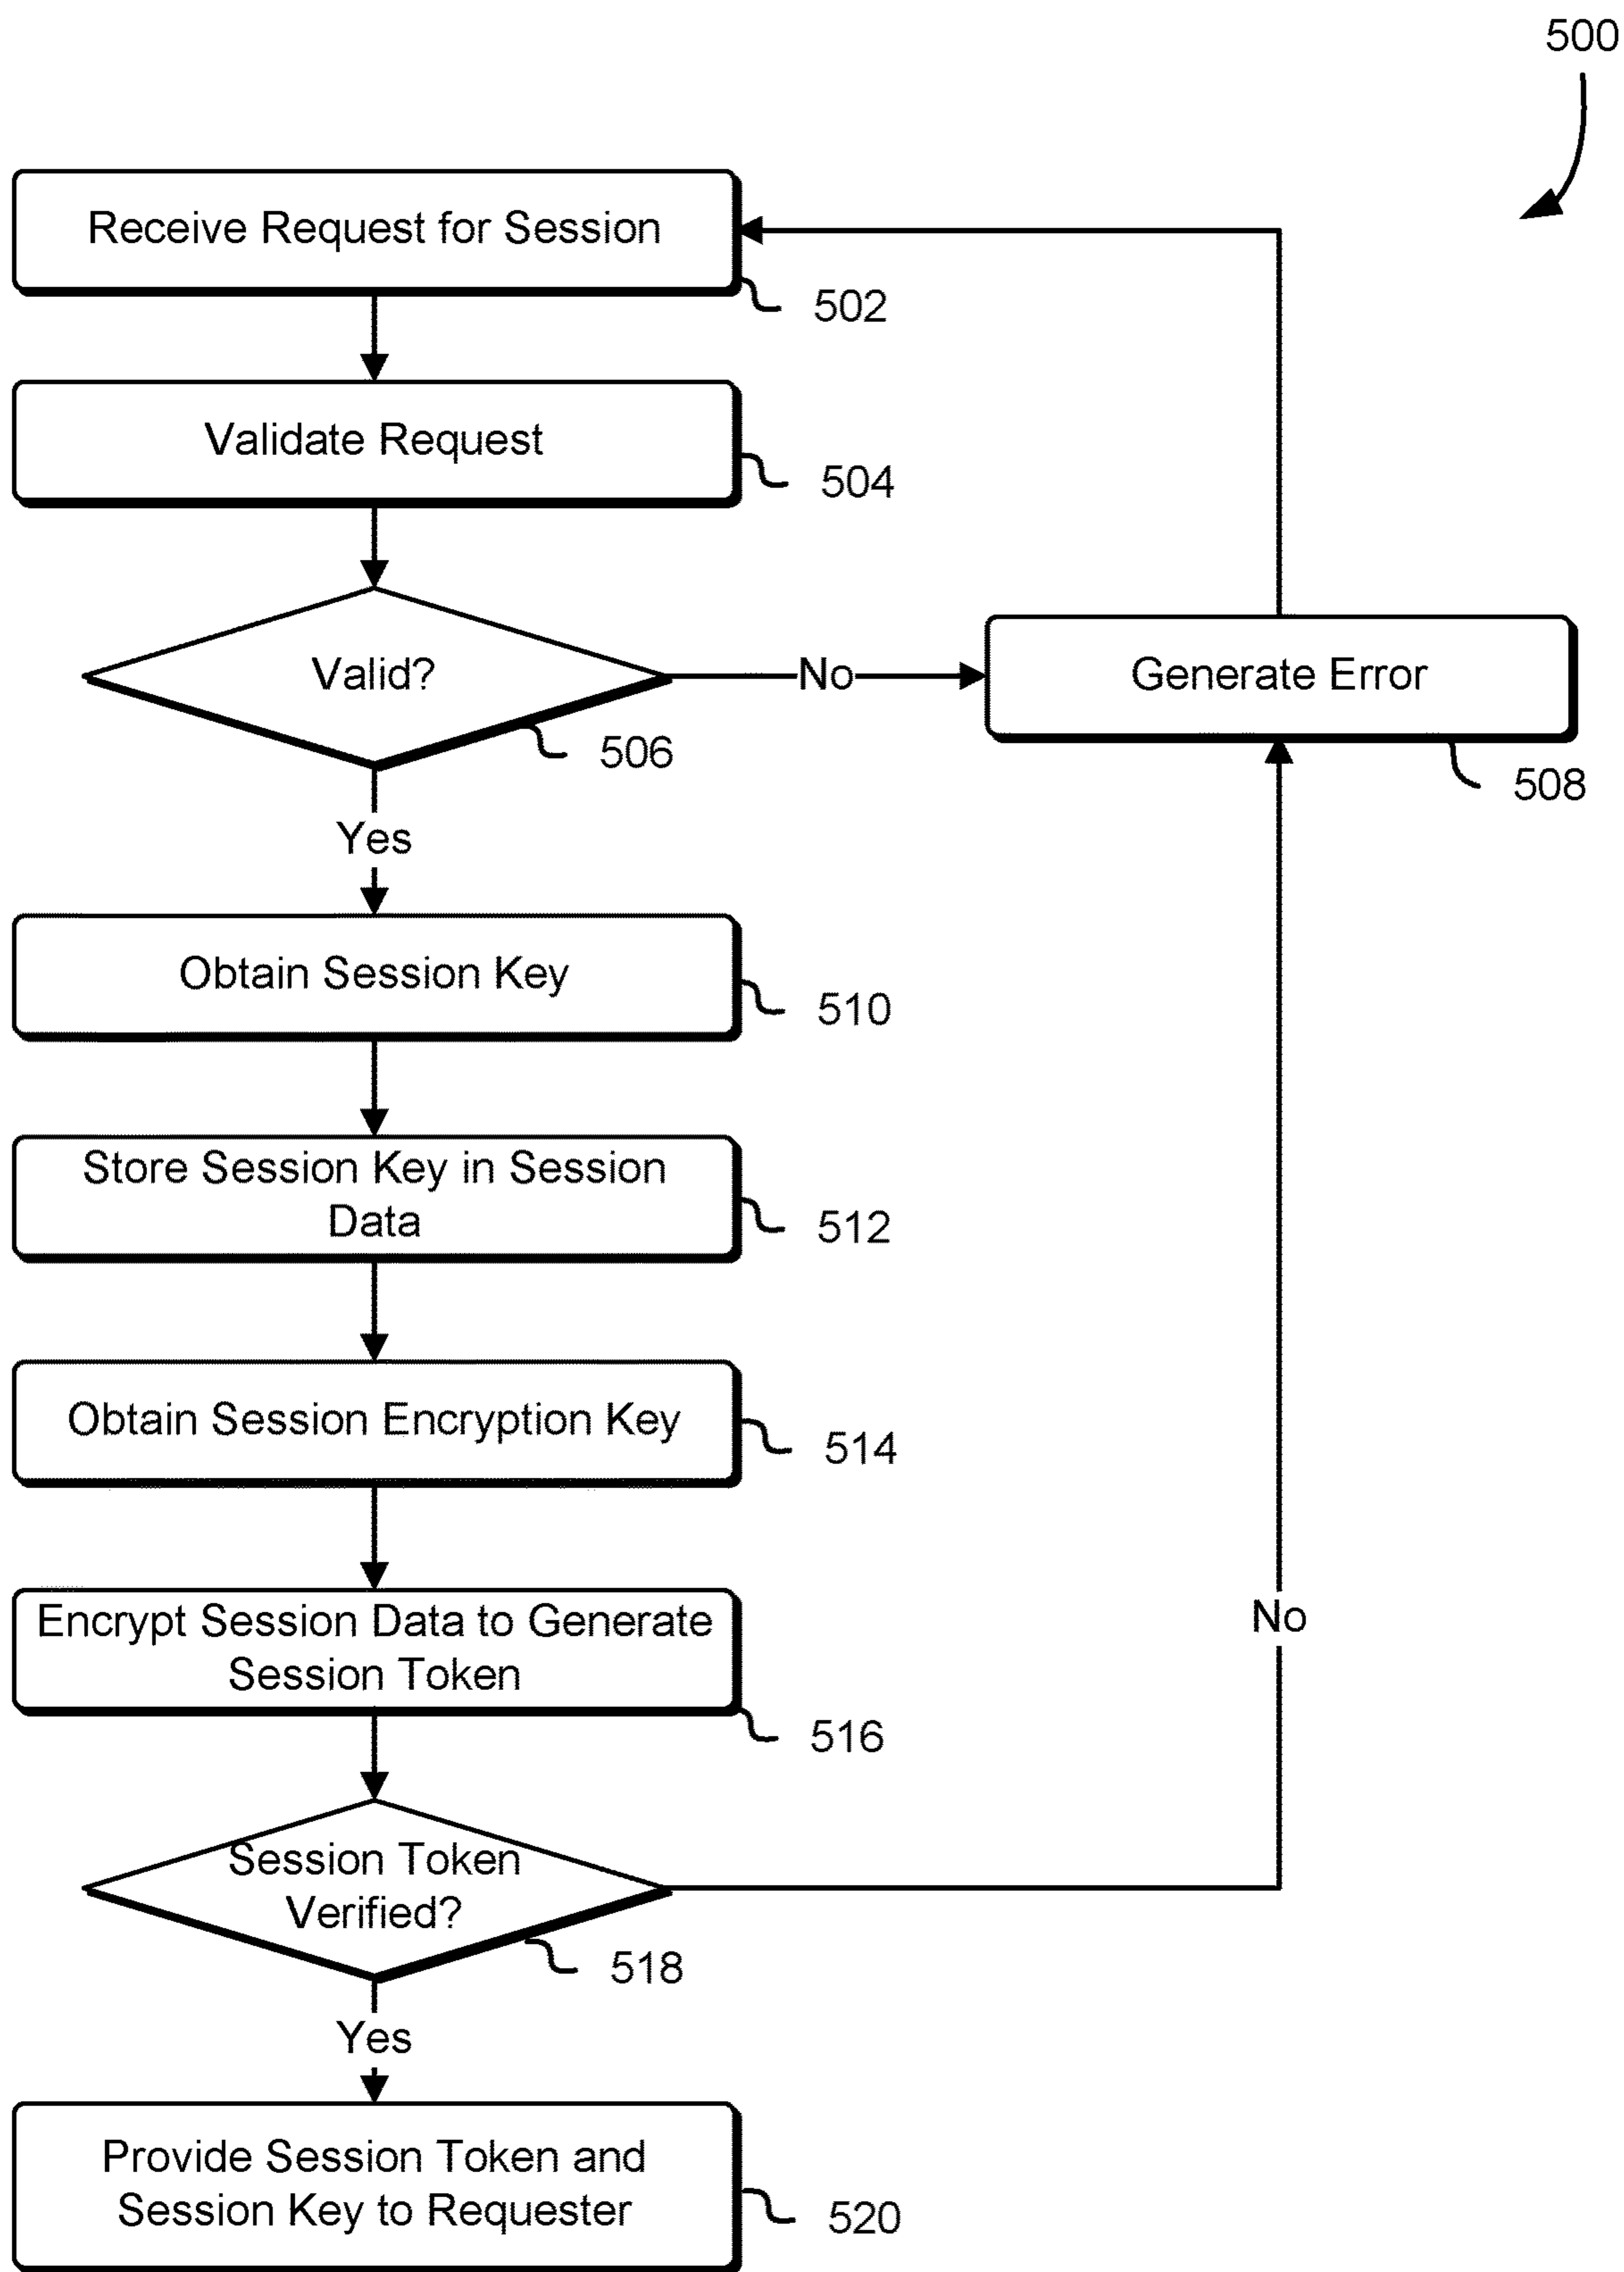 500
Receive Request for Session
502
Validate Request
504
Valid?
No
Generate Error
506
508
Yes
Obtain Session Key
510
Store Session Key in Session
Data
512
Obtain Session Encryption Key
514
Encrypt Session Data to Generate
Session Token
No
516
Session Token
Verified?
518
Yes
Provide Session Token and
Session Key to Requester
520